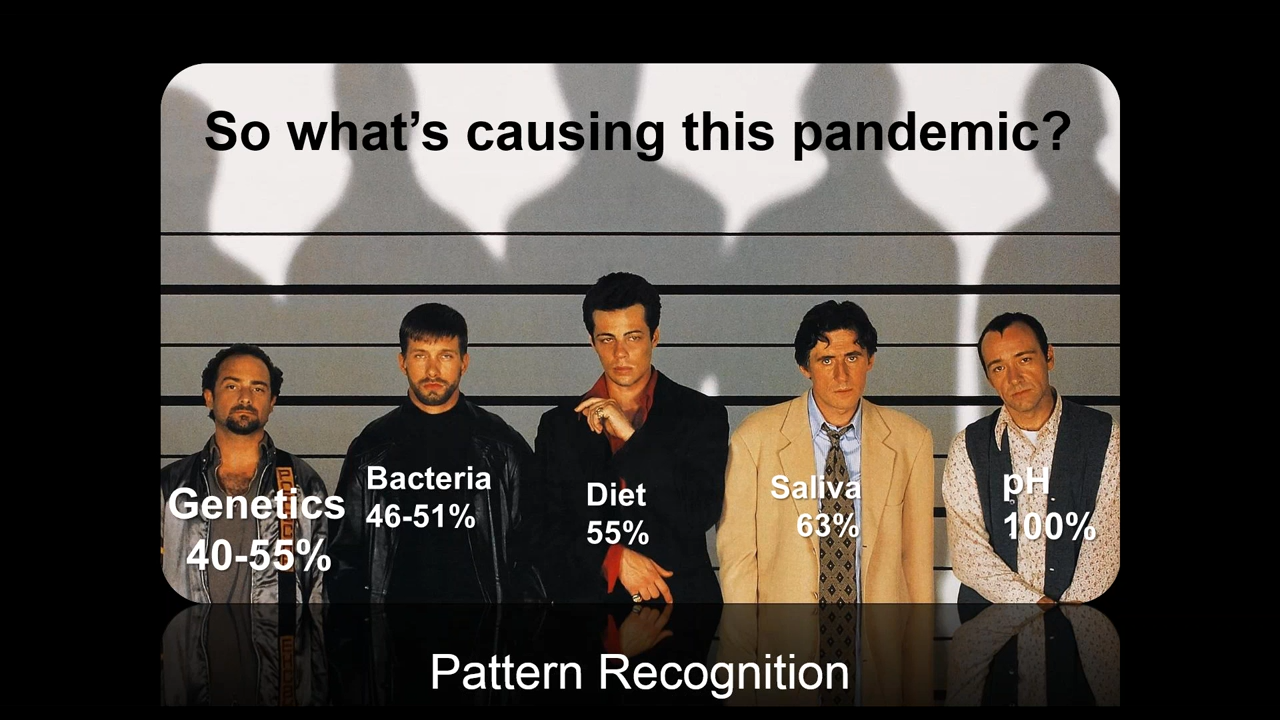 So what’s causing this pandemic?
Genetics
40-55%
Bacteria
46-51%
Diet
55%
Saliva
63%
pH
100%
Pattern Recognition